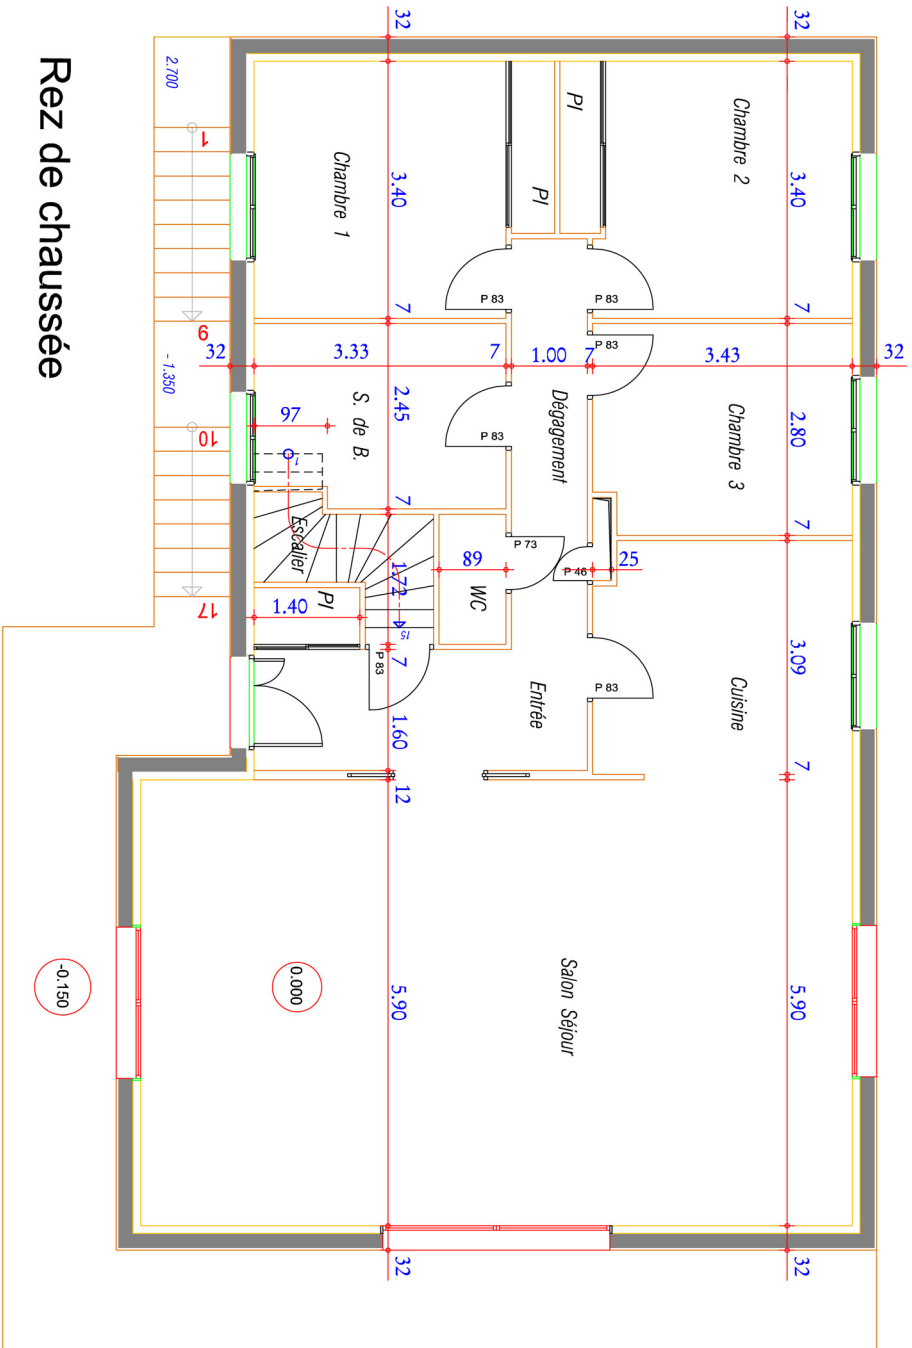 Rez de chaussée
32
32
2.700
1
Chambre 1
3.40
PI
PI
Chambre 2
3.40
7
P 83
P 83
7
9
- 1.350
32
3.33
7
1.00
7
P 83
3.43
32
10
97
S. de B.
2.45
P 83
Dégagement
Chambre 3
2.80
1
7
7
Escalier
1.72
89
WC
P 73
P 46
25
17
1.40
PI
15
P 83
7
1.60
Entrée
P 83
Cuisine
3.09
12
7
-0.150
0.000
5.90
Salon Séjour
5.90
32
32